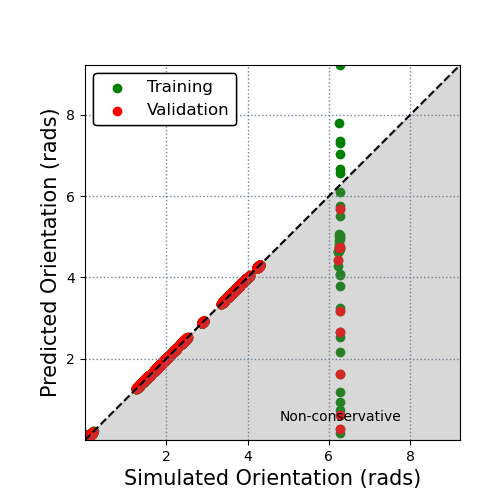 Training
Validation
8
6
4
2
Predicted Orientation (rads)
Non-conservative
2 4 6 8
Simulated Orientation (rads)